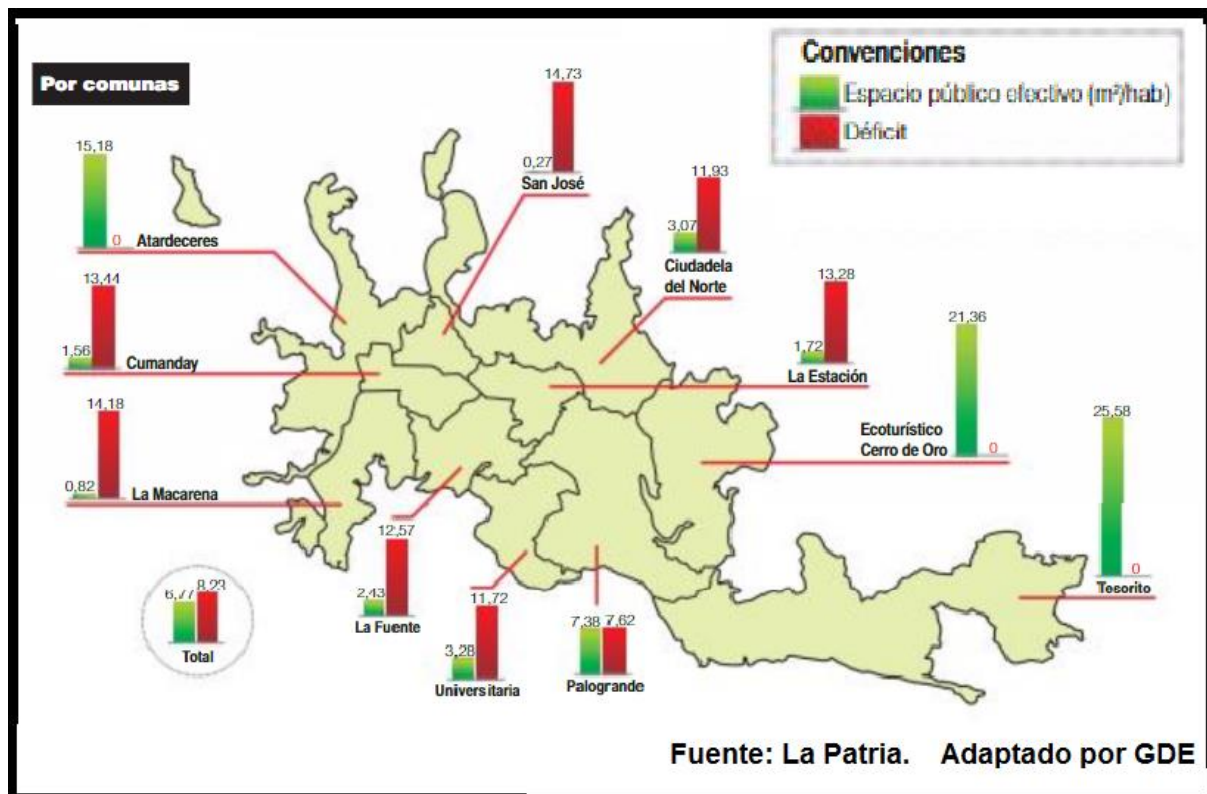 Por comunas
Convenciones
Espacio público efectivo (m²/hab)
Déficit
15,18
0
Atardeceres
14,73
0,27
San José
11,93
3,07
Ciudadela
del Norte
13,44
1,56
Cumanday
13,28
1,72
La Estación
21,36
0
Ecoturístico
Cerro de Oro
25,58
0
Tesorito
14,18
0,82
La Macarena
12,57
2,43
La Fuente
11,72
3,28
Universitaria
7,38 7,62
Palogrande
6,77 8,23
Total
Fuente: La Patria. Adaptado por GDE